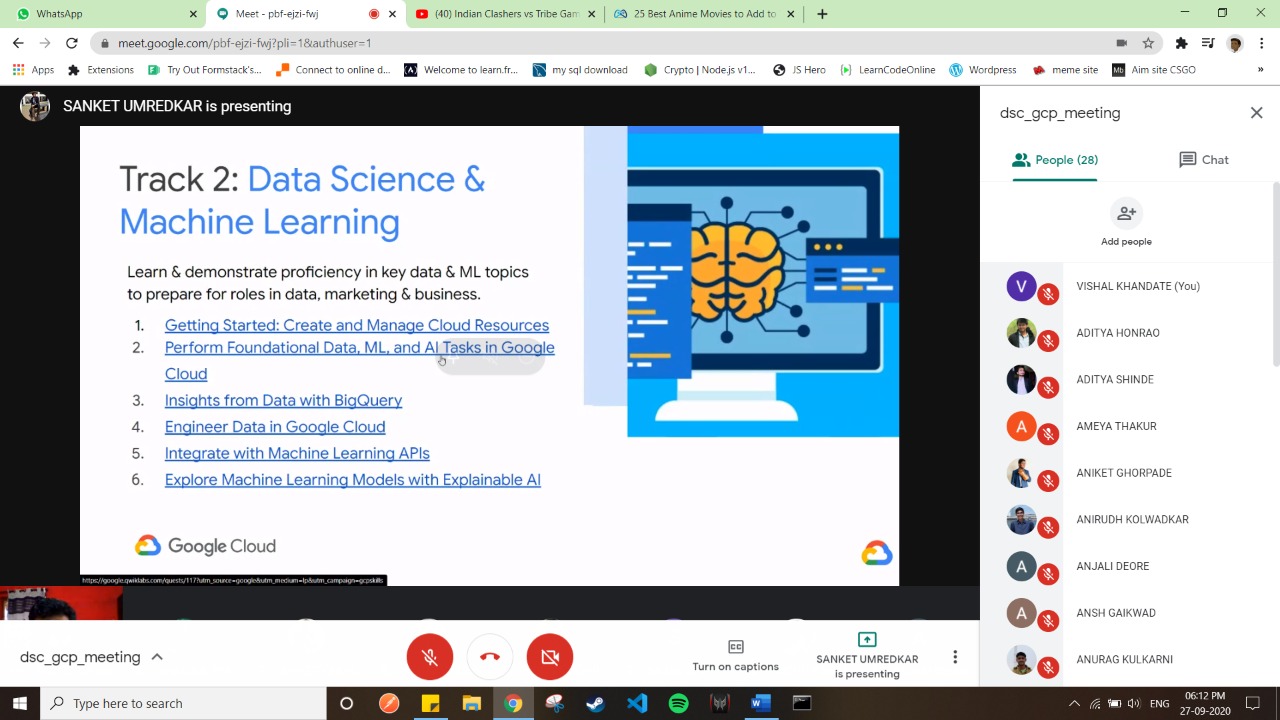 WhatsApp
Meet - pbf-ejzi-fwj
(40) Indian Clashers vs Tribe Gam
25 Best Anime Movies to Add to
meet.google.com/pbf-ejzi-fwj?pli=1&authuser=1
Apps
Extensions
Try Out Formstack's...
Connect to online d...
Welcome to learn.fr...
my sql download
Crypto | Node.js v1...
JS Hero
LearnCodeOnline
Wordpress
meme site
Aim site CSGO
»
SANKET UMREDKAR is presenting
Track 2: Data Science &
Machine Learning
Learn & demonstrate proficiency in key data & ML topics
to prepare for roles in data, marketing & business.
1. Getting Started: Create and Manage Cloud Resources
2. Perform Foundational Data, ML, and AI Tasks in Google
Cloud
3. Insights from Data with BigQuery
4. Engineer Data in Google Cloud
5. Integrate with Machine Learning APIs
6. Explore Machine Learning Models with Explainable AI
Google Cloud
https://google.qwiklabs.com/quests/117?utm_source=google&utm_medium=lp&utm_campaign=gcpskills
dsc_gcp_meeting
People (28)
Chat
Add people
V
VISHAL KHANDATE (You)
ADITYA HONRAO
ADITYA SHINDE
A
AMEYA THAKUR
ANIKET GHORPADE
ANIRUDH KOLWADKAR
A
ANJALI DEORE
A
ANSH GAIKWAD
ANURAG KULKARNI
dsc_gcp_meeting
CC
Turn on captions
SANKET UMREDKAR
is presenting
Type here to search
ENG
06:12 PM
27-09-2020